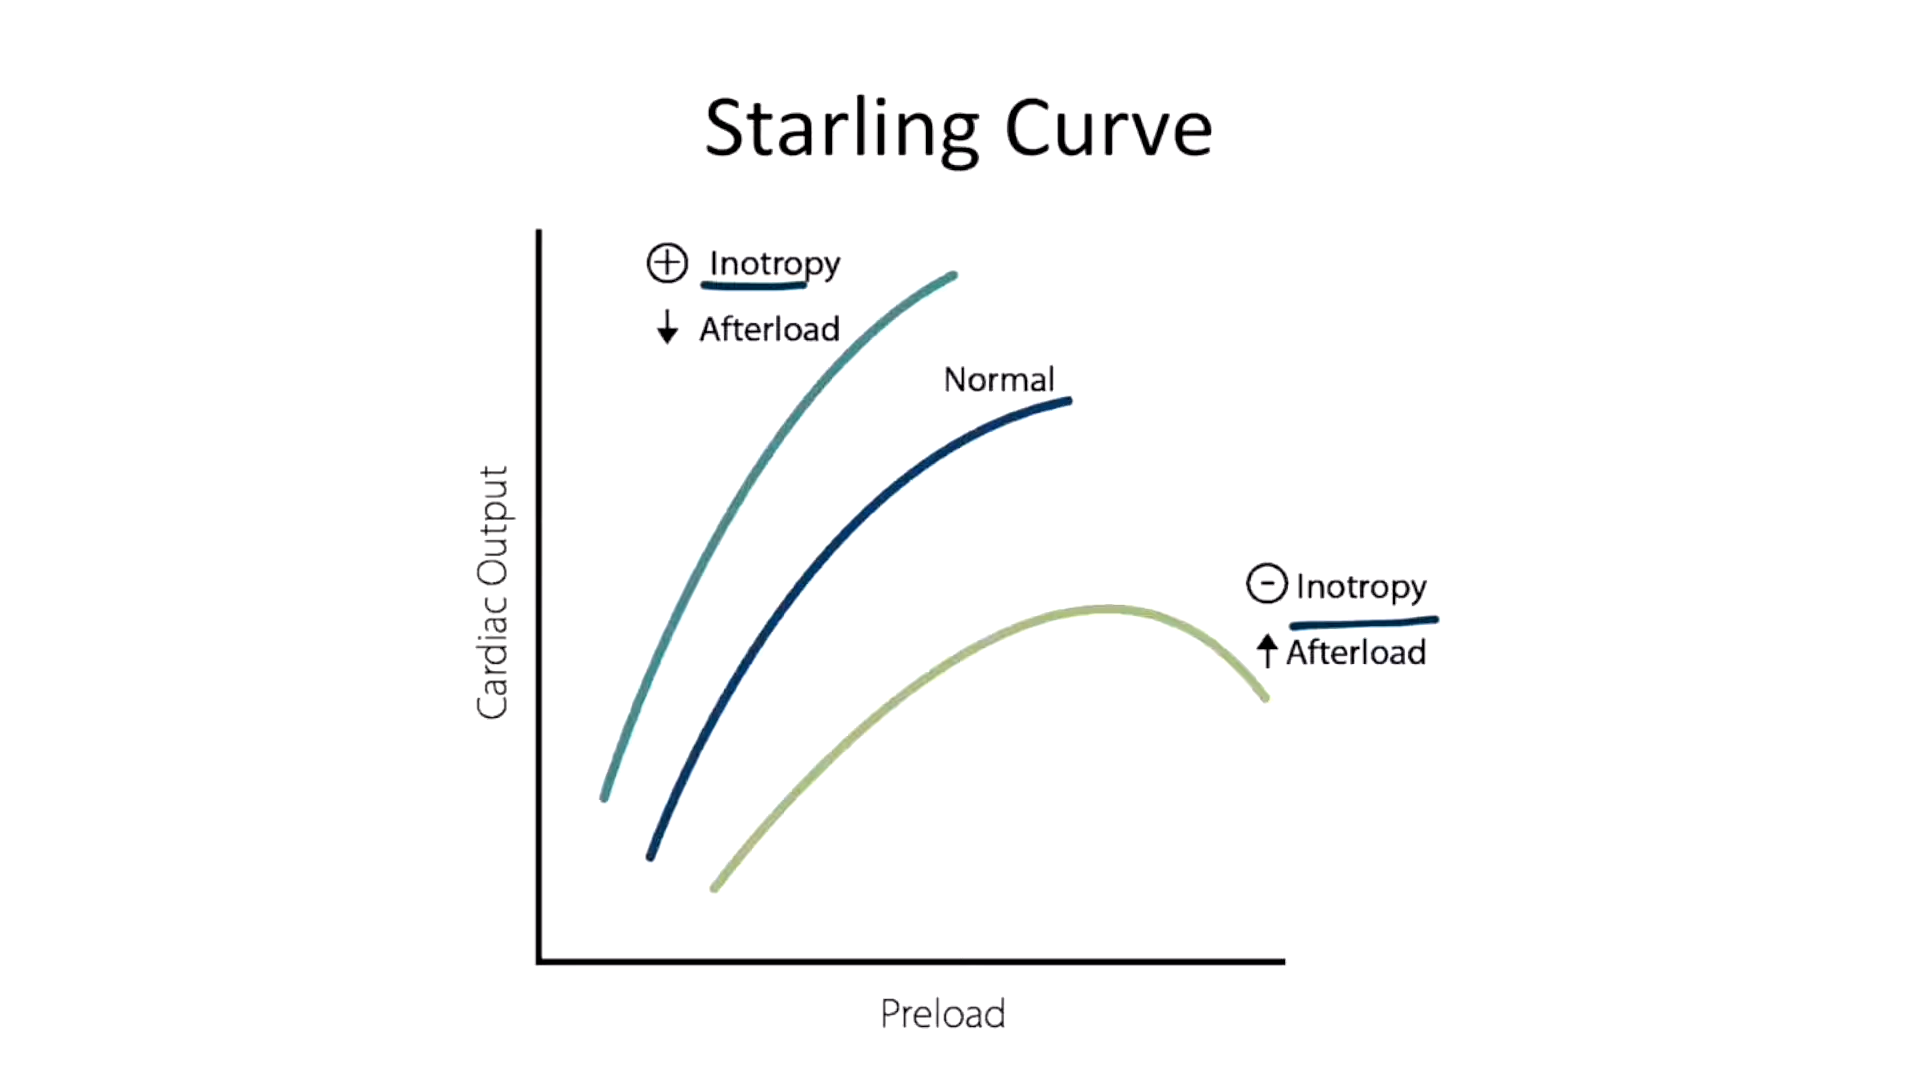 Starling Curve
⊕ Inotropy
↓ Afterload
Normal
Cardiac Output
⊖ Inotropy
↑ Afterload
Preload